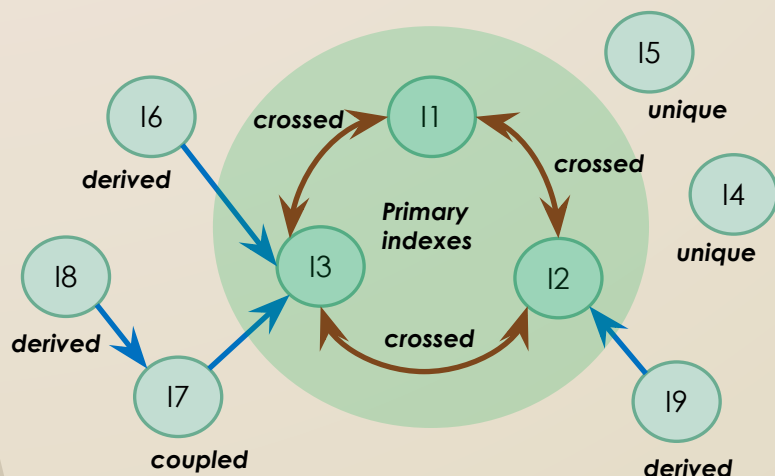 I5
unique
I6
derived
crossed
I1
crossed
I4
unique
Primary
indexes
I3
I2
I8
derived
crossed
I7
coupled
I9
derived